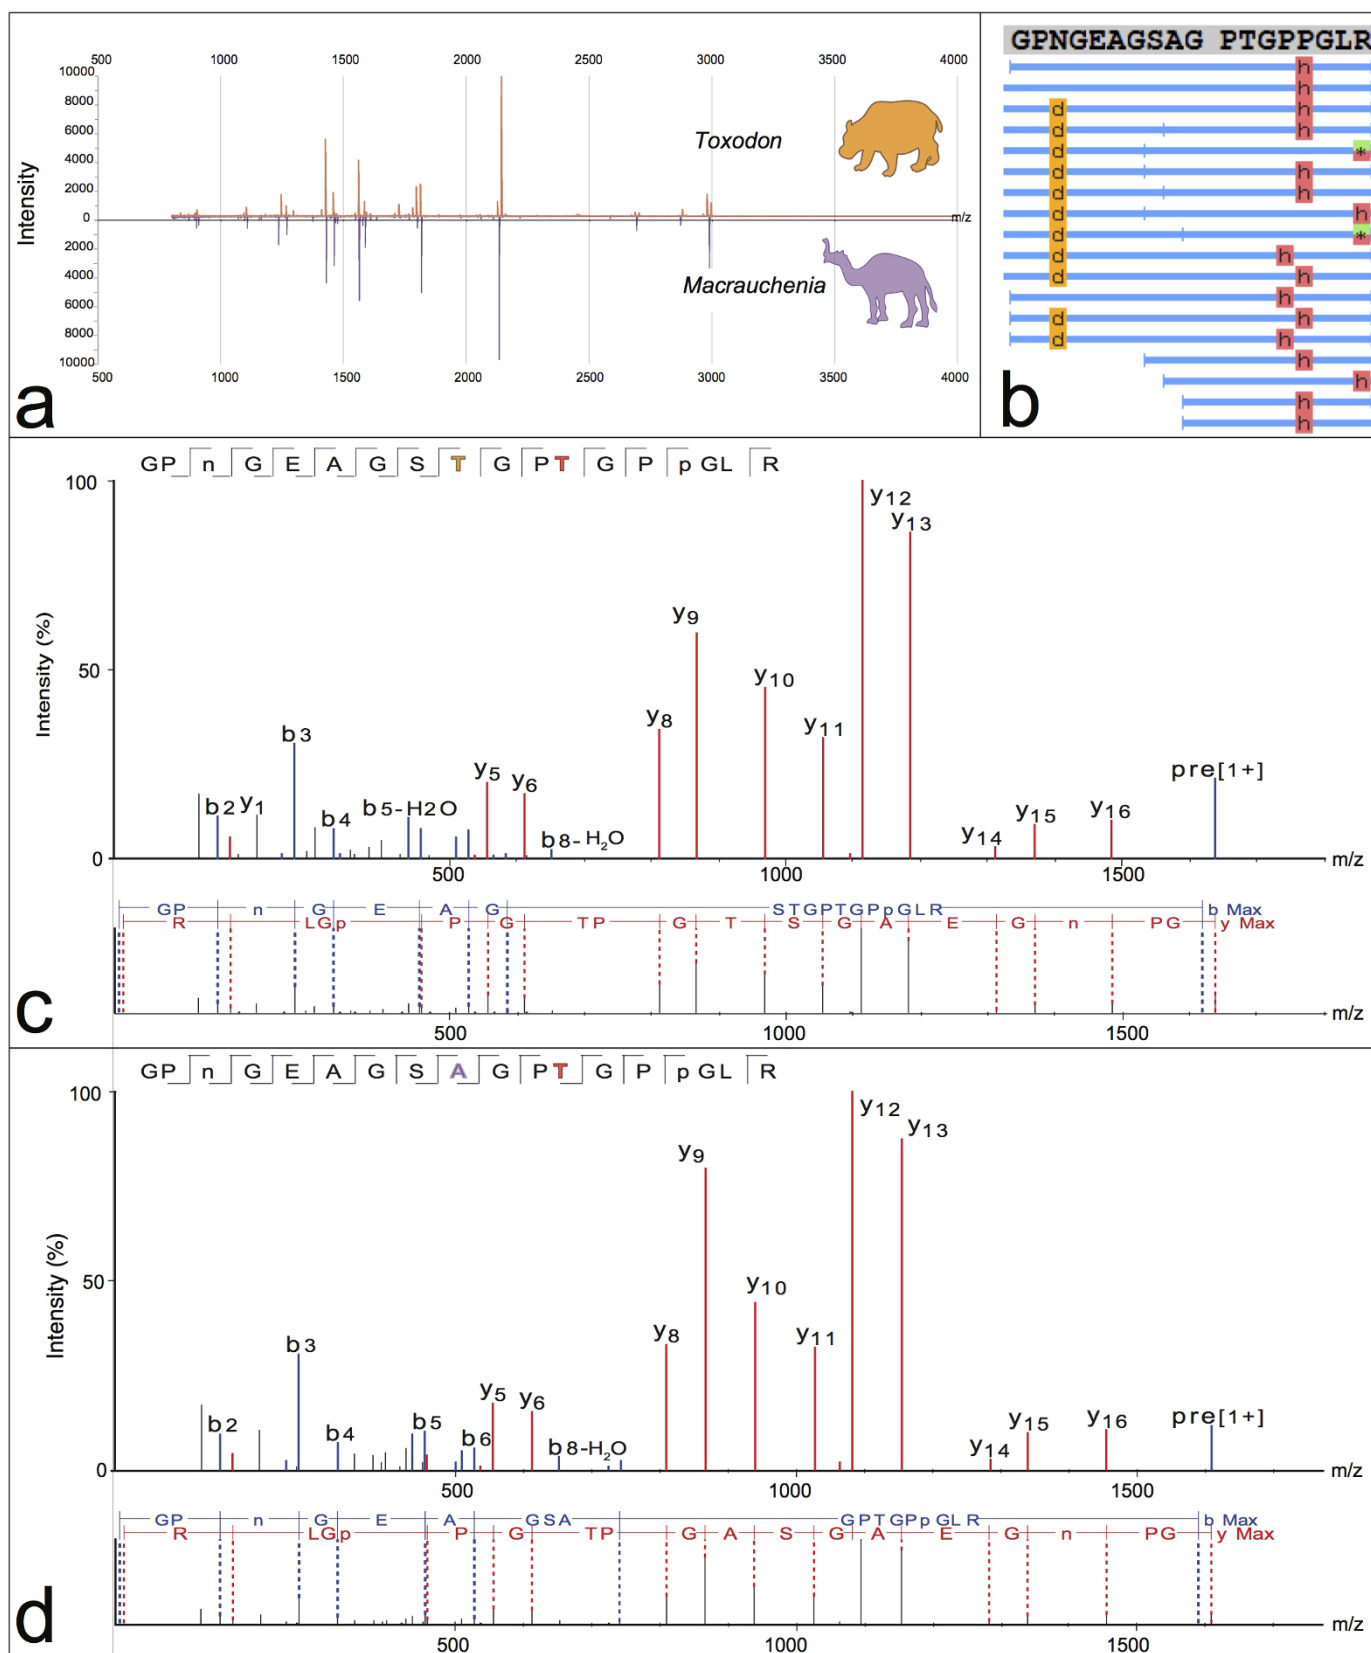 500 1000 1500 2000 2500 3000 3500 4000
10000
8000
6000
4000
2000
0
2000
4000
6000
8000
10000
500 1000 1500 2000 2500 3000 3500 4000
Intensity
m/z
Toxodon
Macrauchenia
a
GPNGEAGSAG PTGPPGLR
h
h
d h
d h
d *
d h
d h
d h
d *
d h
d h
h
d h
d h
h
h
h
h
b
GP n G E A G S T G P T G P p GL R
100
50
0
Intensity (%)
b2 y1 b3 b4 b5-H2O y5 y6 b8-H2O y8 y9 y10 y11 y12 y13 y14 y15 y16 pre[1+]
500 1000 1500 m/z
GP n G E A G STGPTGPpGLR b Max
R LGp P G TP G T S G A E G n PG y Max
500 1000 1500 m/z
c
GP n G E A G S A G P T G P p GL R
100
50
0
Intensity (%)
b2 b3 b4 b5 b6 y5 y6 b8-H2O y8 y9 y10 y11 y12 y13 y14 y15 y16 pre[1+]
500 1000 1500 m/z
GP n G E A GSA GPTGPpGLR b Max
R LGp P G TP G A S G A E G n PG y Max
500 1000 1500 m/z
d